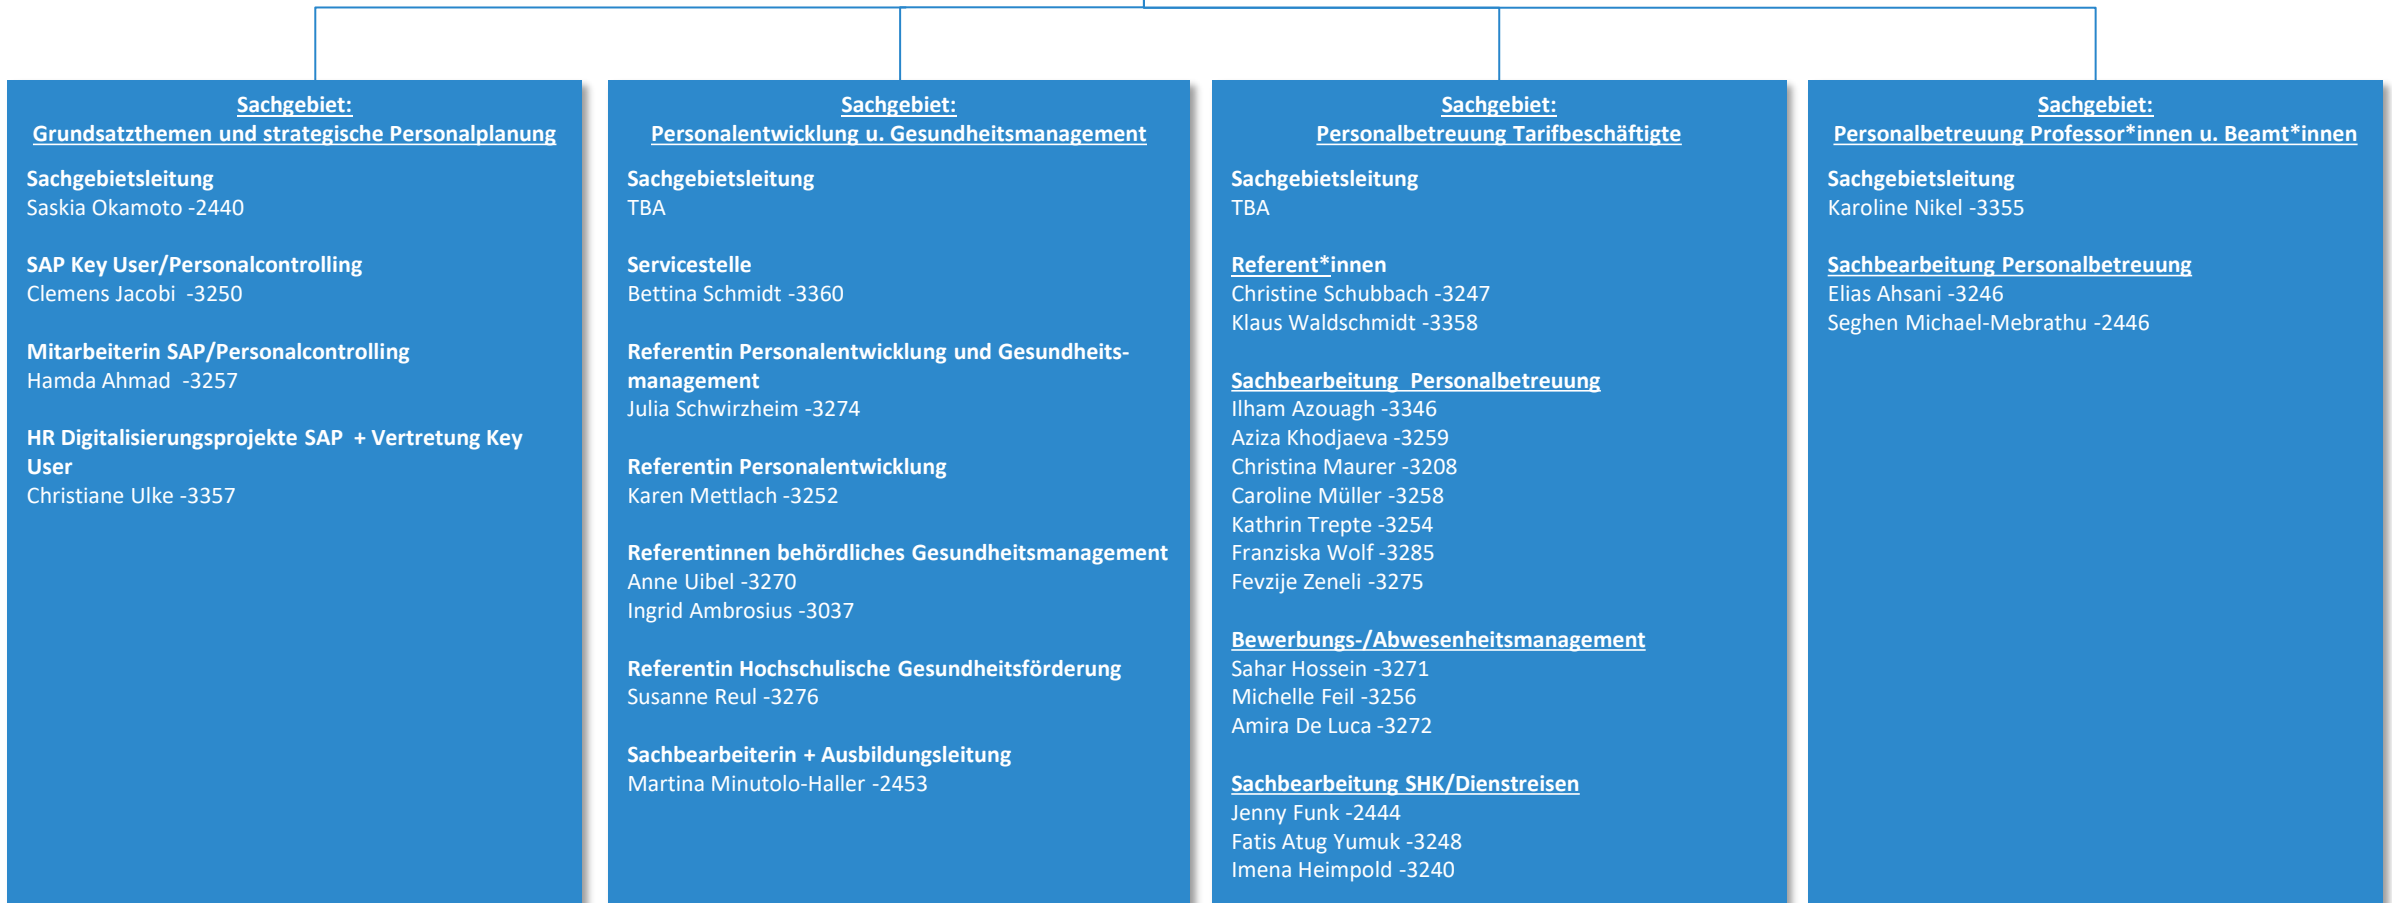 Sachgebiet:
Grundsatzthemen und strategische Personalplanung
Sachgebietsleitung
Saskia Okamoto -2440
SAP Key User/Personalcontrolling
Clemens Jacobi  -3250
Mitarbeiterin SAP/Personalcontrolling
Hamda Ahmad  -3257
HR Digitalisierungsprojekte SAP  + Vertretung Key
User
Christiane Ulke -3357
Sachgebiet:
Personalentwicklung u. Gesundheitsmanagement
Sachgebietsleitung
TBA
Servicestelle
Bettina Schmidt -3360
Referentin Personalentwicklung und Gesundheits-
management
Julia Schwirzheim -3274
Referentin Personalentwicklung
Karen Mettlach -3252
Referentinnen behördliches Gesundheitsmanagement
Anne Uibel -3270
Ingrid Ambrosius -3037
Referentin Hochschulische Gesundheitsförderung
Susanne Reul -3276
Sachbearbeiterin + Ausbildungsleitung
Martina Minutolo-Haller -2453
Sachgebiet:
Personalbetreuung Tarifbeschäftigte
Sachgebietsleitung
TBA
Referent*innen
Christine Schubbach -3247
Klaus Waldschmidt -3358
Sachbearbeitung  Personalbetreuung
Ilham Azouagh -3346
Aziza Khodjaeva -3259
Christina Maurer -3208
Caroline Müller -3258
Kathrin Trepte -3254
Franziska Wolf -3285
Fevzije Zeneli -3275
Bewerbungs-/Abwesenheitsmanagement
Sahar Hossein -3271
Michelle Feil -3256
Amira De Luca -3272
Sachbearbeitung SHK/Dienstreisen
Jenny Funk -2444
Fatis Atug Yumuk -3248
Imena Heimpold -3240
Sachgebiet:
Personalbetreuung Professor*innen u. Beamt*innen
Sachgebietsleitung
Karoline Nikel -3355
Sachbearbeitung Personalbetreuung
Elias Ahsani -3246
Seghen Michael-Mebrathu -2446